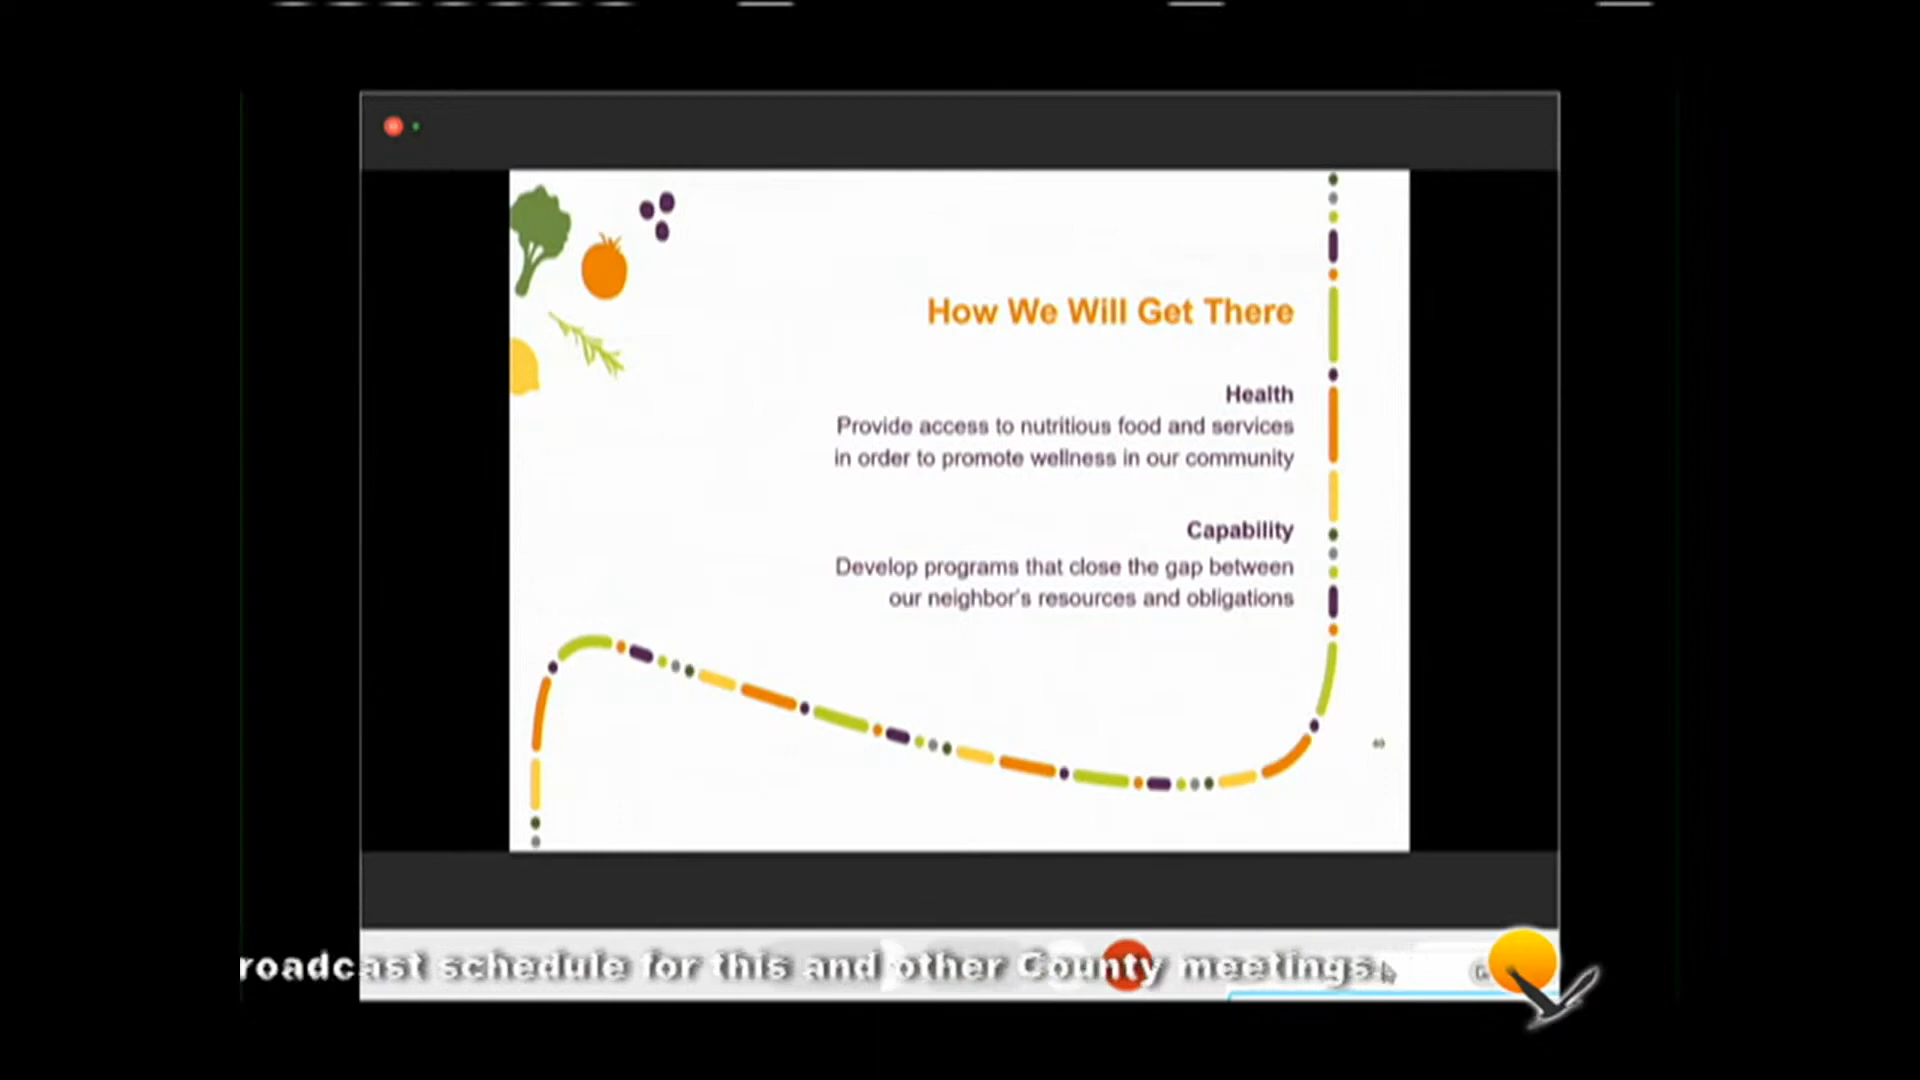 How We Will Get There
Health
Provide access to nutritious food and services
in order to promote wellness in our community
Capability
Develop programs that close the gap between
our neighbor's resources and obligations
roadcast schedule for this and other County meetings.